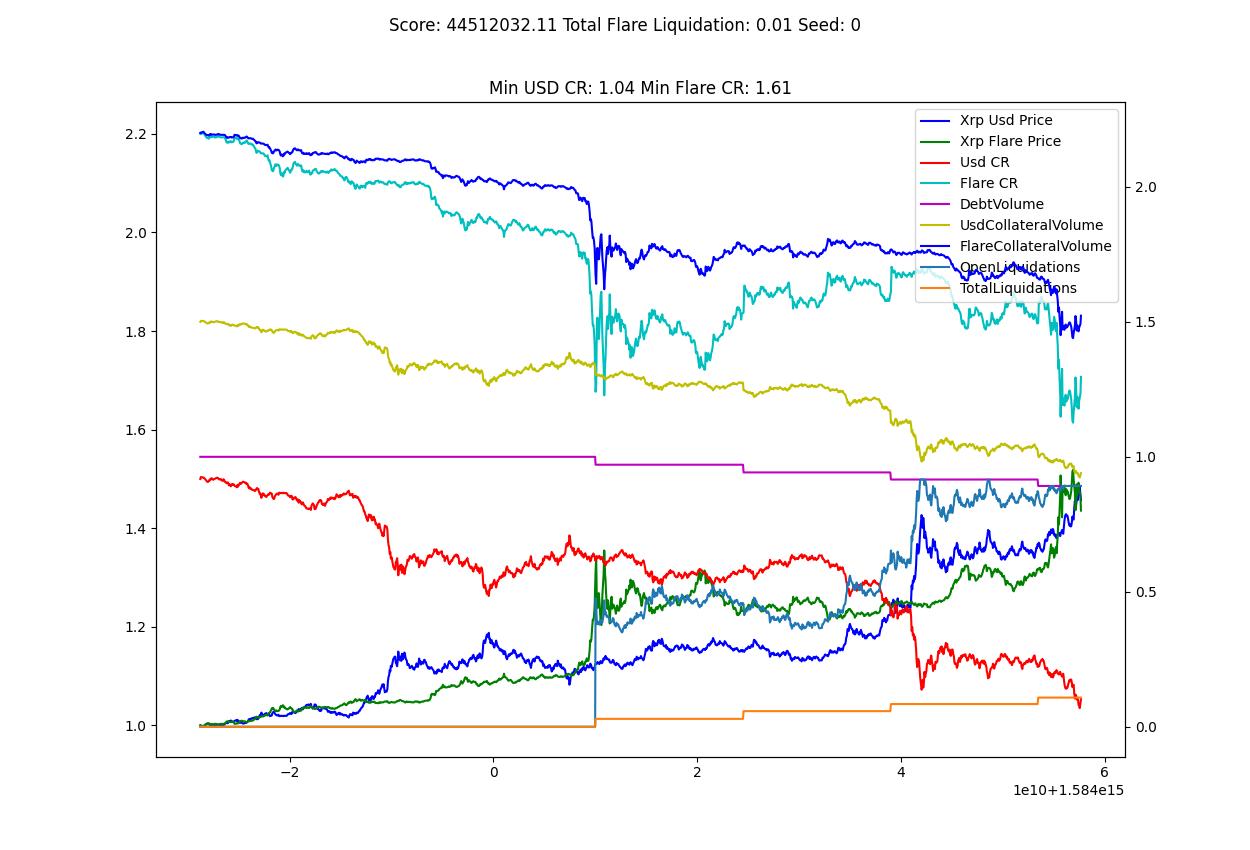 Score: 44512032.11 Total Flare Liquidation: 0.01 Seed: 0
Min USD CR: 1.04 Min Flare CR: 1.61
Xrp Usd Price
Xrp Flare Price
Usd CR
Flare CR
DebtVolume
UsdCollateralVolume
FlareCollateralVolume
OpenLiquidations
TotalLiquidations
2.2
2.0
1.8
1.6
1.4
1.2
1.0
2.0
1.5
1.0
0.5
0.0
−2
0
2
4
6
1e10+1.584e15